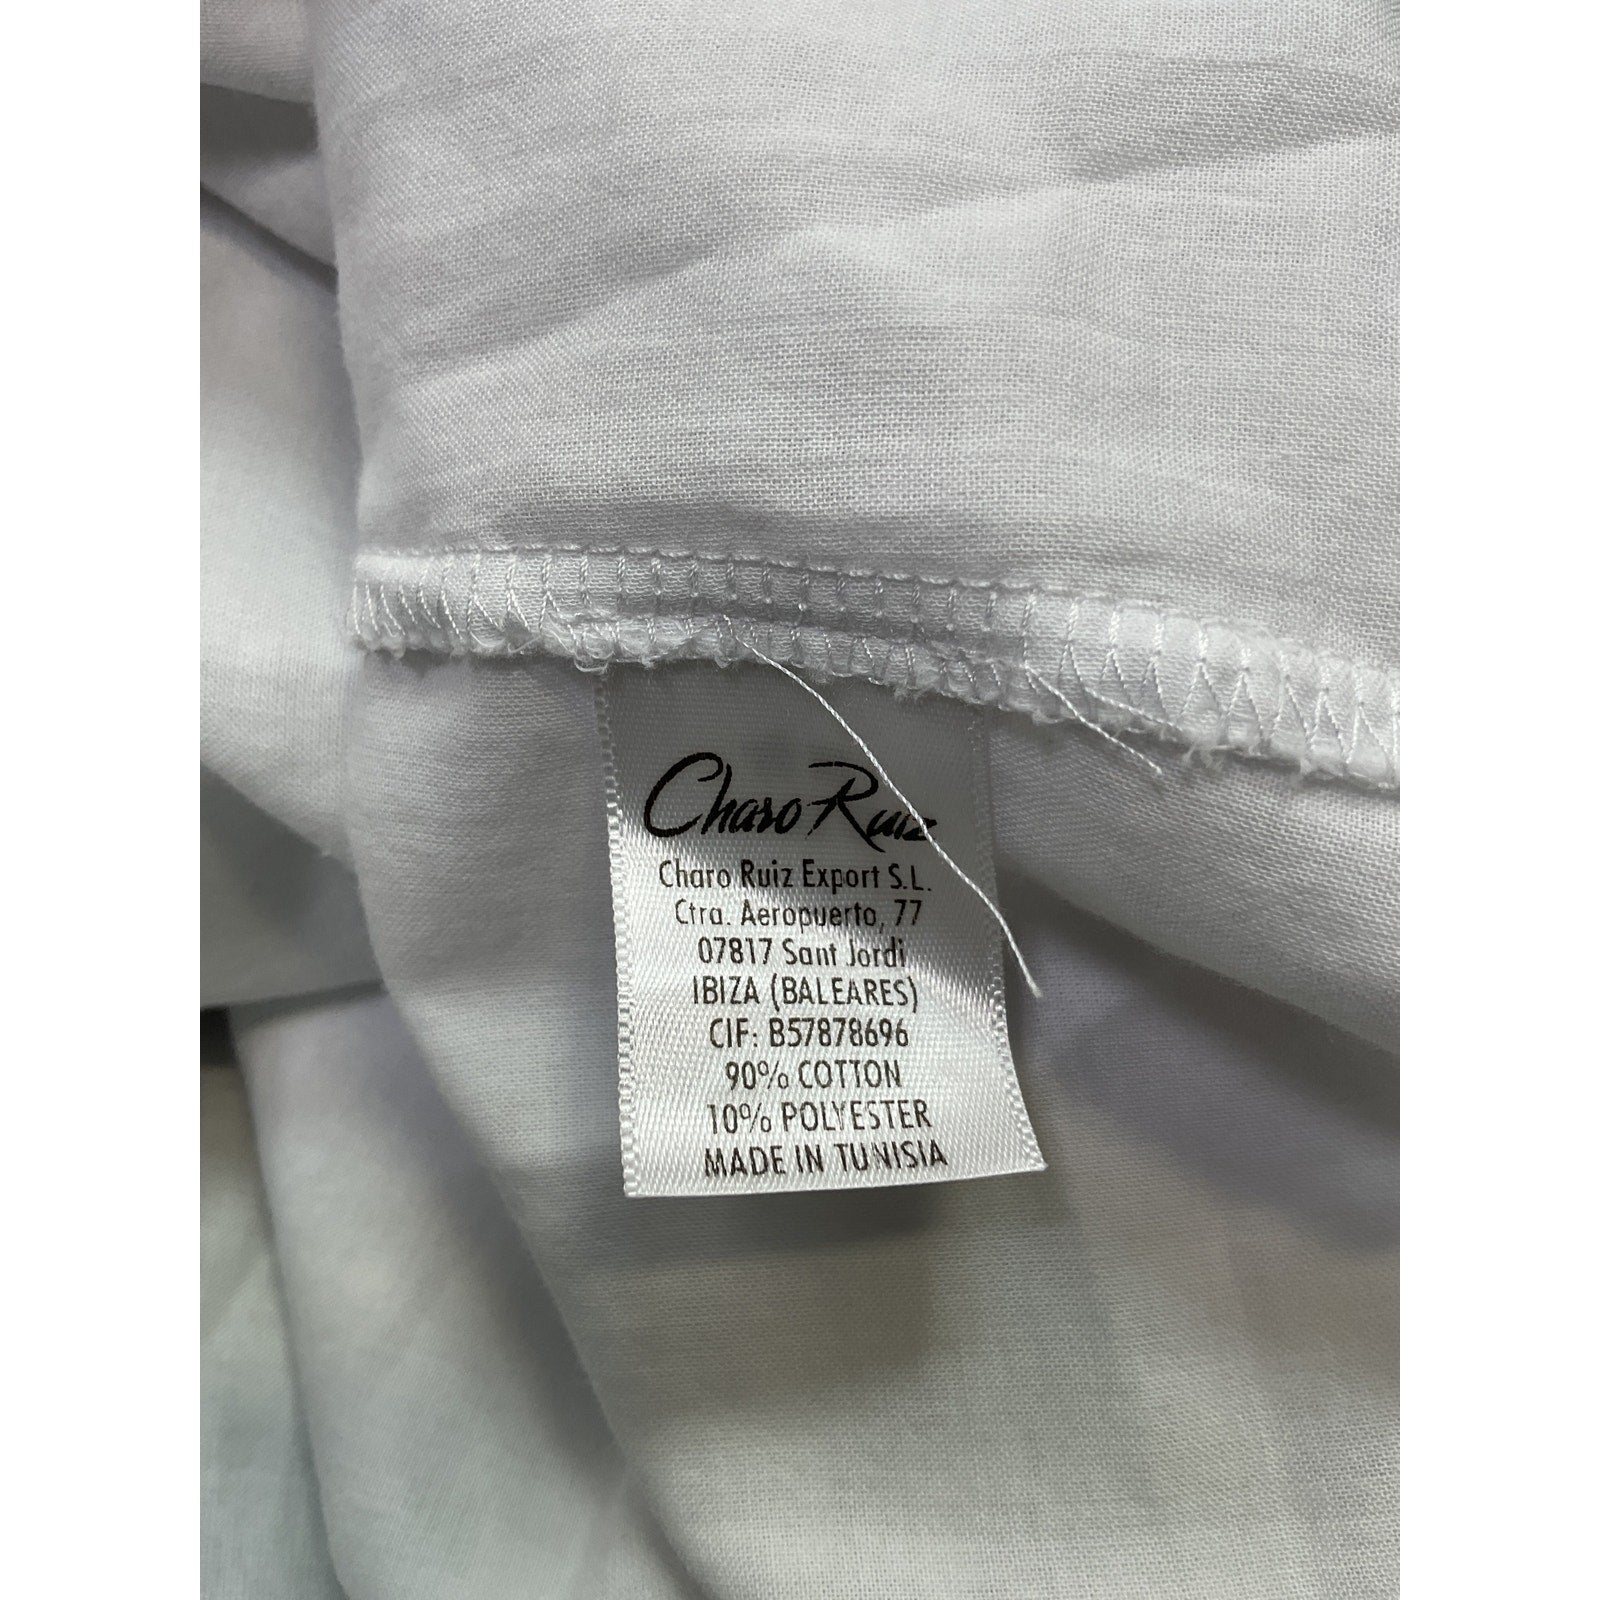 Charo Ruiz
Charo Ruiz Export S.L.
Ctra. Aeropuerto, 77
07817 Sant Jordi
IBIZA (BALEARES)
CIF: B57878696
90% COTTON
10% POLYESTER
MADE IN TUNISIA